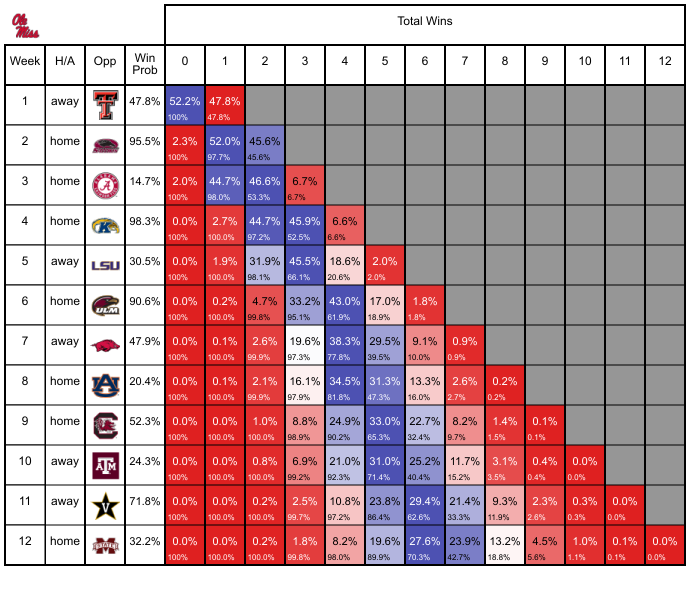 Ole Miss
Total Wins
Week H/A Opp Win Prob 0 1 2 3 4 5 6 7 8 9 10 11 12
1 away T 47.8% 52.2% 47.8%
100% 47.8%
2 home 95.5% 2.3% 52.0% 45.6%
100% 97.7% 45.6%
3 home A 14.7% 2.0% 44.7% 46.6% 6.7%
100% 98.0% 53.3% 6.7%
4 home K 98.3% 0.0% 2.7% 44.7% 45.9% 6.6%
100% 100.0% 97.2% 52.5% 6.6%
5 away LSU 30.5% 0.0% 1.9% 31.9% 45.5% 18.6% 2.0%
100% 100.0% 98.1% 66.1% 20.6% 2.0%
6 home ULM 90.6% 0.0% 0.2% 4.7% 33.2% 43.0% 17.0% 1.8%
100% 100.0% 99.8% 95.1% 61.9% 18.9% 1.8%
7 away 47.9% 0.0% 0.1% 2.6% 19.6% 38.3% 29.5% 9.1% 0.9%
100% 100.0% 99.9% 97.3% 77.8% 39.5% 10.0% 0.9%
8 home AU 20.4% 0.0% 0.1% 2.1% 16.1% 34.5% 31.3% 13.3% 2.6% 0.2%
100% 100.0% 99.9% 97.9% 81.8% 47.3% 16.0% 2.7% 0.2%
9 home C 52.3% 0.0% 0.0% 1.0% 8.8% 24.9% 33.0% 22.7% 8.2% 1.4% 0.1%
100% 100.0% 100.0% 98.9% 90.2% 65.3% 32.4% 9.7% 1.5% 0.1%
10 away ATM 24.3% 0.0% 0.0% 0.8% 6.9% 21.0% 31.0% 25.2% 11.7% 3.1% 0.4% 0.0%
100% 100.0% 100.0% 99.2% 92.3% 71.4% 40.4% 15.2% 3.5% 0.4% 0.0%
11 away V 71.8% 0.0% 0.0% 0.2% 2.5% 10.8% 23.8% 29.4% 21.4% 9.3% 2.3% 0.3% 0.0%
100% 100.0% 100.0% 99.7% 97.2% 86.4% 62.6% 33.3% 11.9% 2.6% 0.3% 0.0%
12 home M STATE 32.2% 0.0% 0.0% 0.2% 1.8% 8.2% 19.6% 27.6% 23.9% 13.2% 4.5% 1.0% 0.1% 0.0%
100% 100.0% 100.0% 99.8% 98.0% 89.9% 70.3% 42.7% 18.8% 5.6% 1.1% 0.1% 0.0%